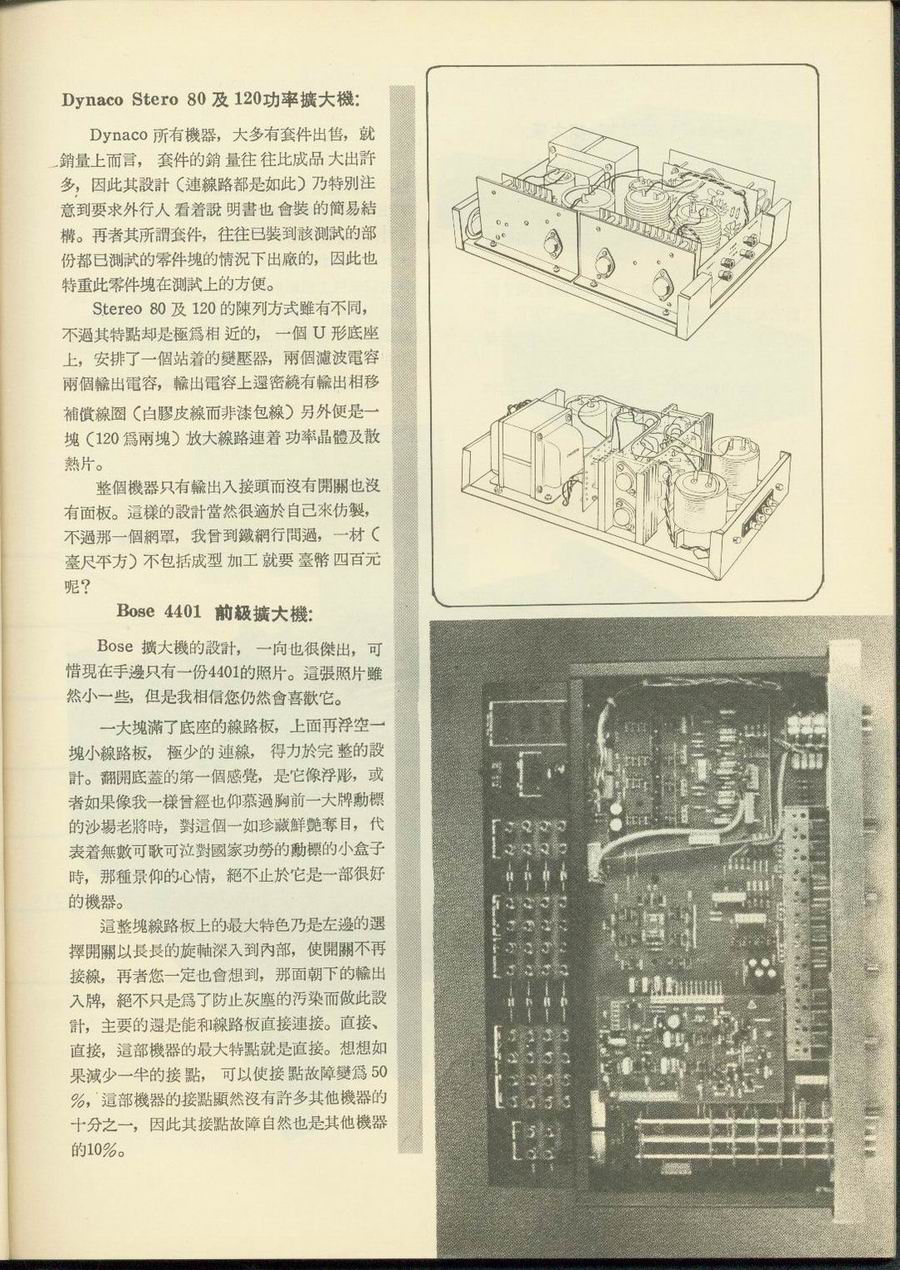 Dynaco Stero 80 及 120功率擴大機:
Dynaco 所有機器，大多有套件出售，就
銷量上而言， 套件的銷 量往 往比成品 大出許
多，因此其設計（連線路都是如此）乃特別注
意到要求外行人 看着說 明書也 會裝 的簡易結
構。再者其所謂套件，往往已裝到該測試的部
份都已測試的零件塊的情況下出廠的，因此也
特重此零件塊在測試上的方便。
Stereo 80 及 120 的陳列方式雖有不同，
不過其特點却是極爲相 近的， 一個 U 形底座
上，安排了一個站着的變壓器，兩個濾波電容
兩個輸出電容，輸出電容上還密繞有輸出相移
補償線圈（白膠皮線而非漆包線）另外便是一
塊（120 爲兩塊）放大線路連着 功率晶體及散
熱片。
整個機器只有輸出入接頭而沒有開關也沒
有面板。這樣的設計當然很適於自己來仿製，
不過那一個網罩，我曾到鐵網行問過，一材（
臺尺平方）不包括成型 加工 就要 臺幣 四百元
呢？
Bose 4401 前級擴大機:
Bose 擴大機的設計， 一向也很傑出，可
惜現在手邊只有一份4401的照片。這張照片雖
然小一些，但是我相信您仍然會喜歡它。
一大塊滿了底座的線路板，上面再浮空一
塊小線路板， 極少的 連線， 得力於完 整的設
計。翻開底蓋的第一個感覺，是它像浮彫，或
者如果像我一樣曾經也仰慕過胸前一大牌勳標
的沙場老將時，對這個一如珍藏鮮艷奪目，代
表着無數可歌可泣對國家功勞的勳標的小盒子
時，那種景仰的心情，絕不止於它是一部很好
的機器。
這整塊線路板上的最大特色乃是左邊的選
擇開關以長長的旋軸深入到內部，使開關不再
接線，再者您一定也會想到，那面朝下的輸出
入牌，絕不只是爲了防止灰塵的汚染而做此設
計，主要的還是能和線路板直接連接。直接、
直接，這部機器的最大特點就是直接。想想如
果減少一半的接 點， 可以使接 點故障變爲 50
%，這部機器的接點顯然沒有許多其他機器的
十分之一，因此其接點故障自然也是其他機器
的10%。